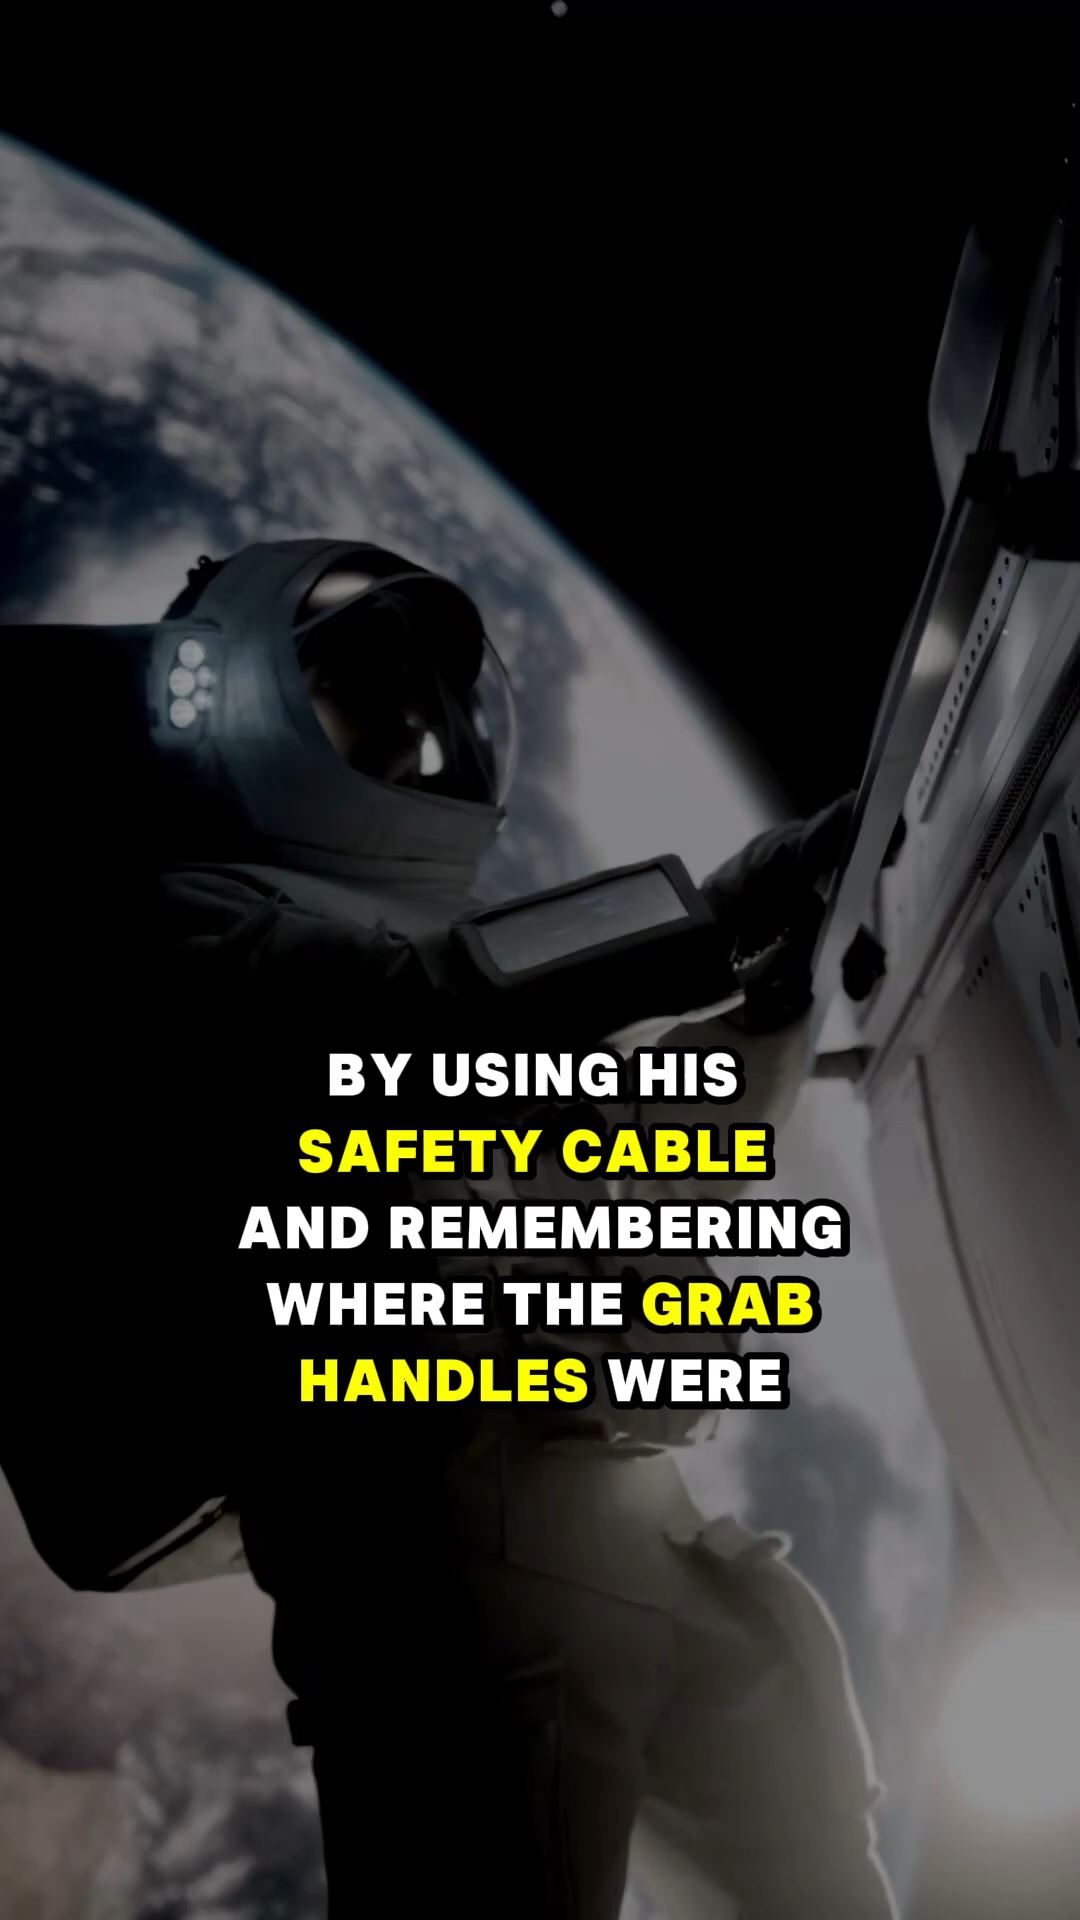 BY USING HIS
SAFETY CABLE
AND REMEMBERING
WHERE THE GRAB
HANDLES WERE